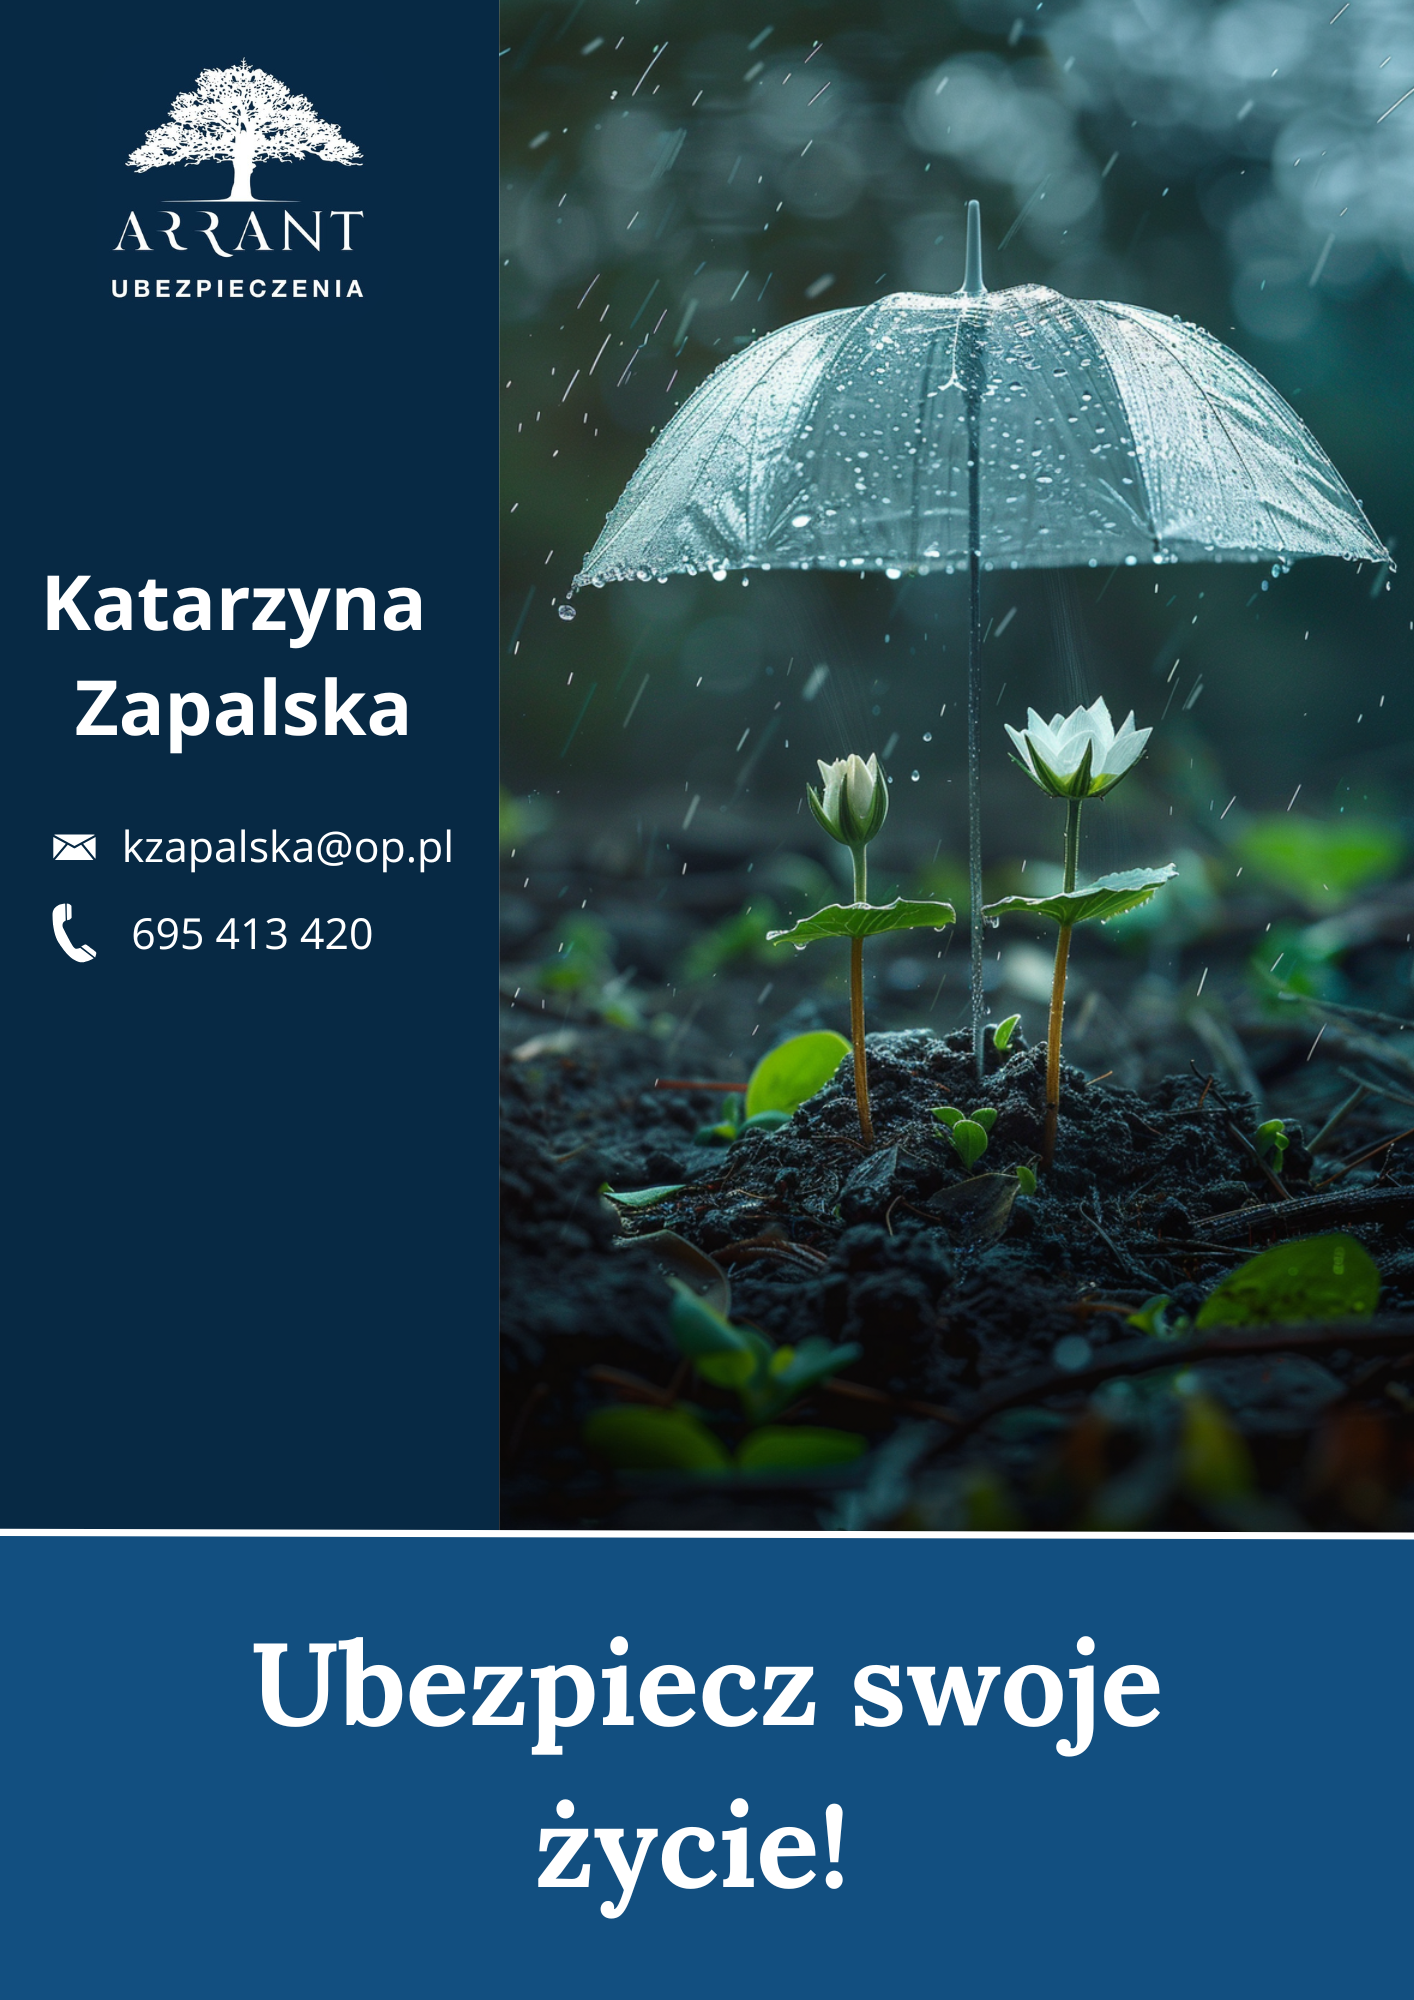 ARRANT
UBEZPIECZENIA
Katarzyna
Zapalska
kzapalska@op.pl
695 413 420
Ubezpiecz swoje
życie!